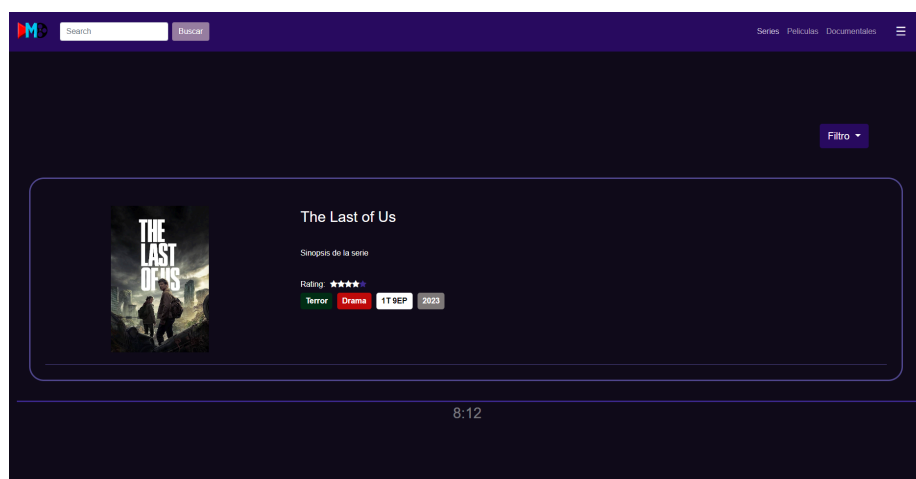 M
Search
Buscar
Series Peliculas Documentales
Filtro
THE
LAST
OF US
The Last of Us
Sinopsis de la serie
Rating:
Terror Drama 1T 9EP 2023
8:12